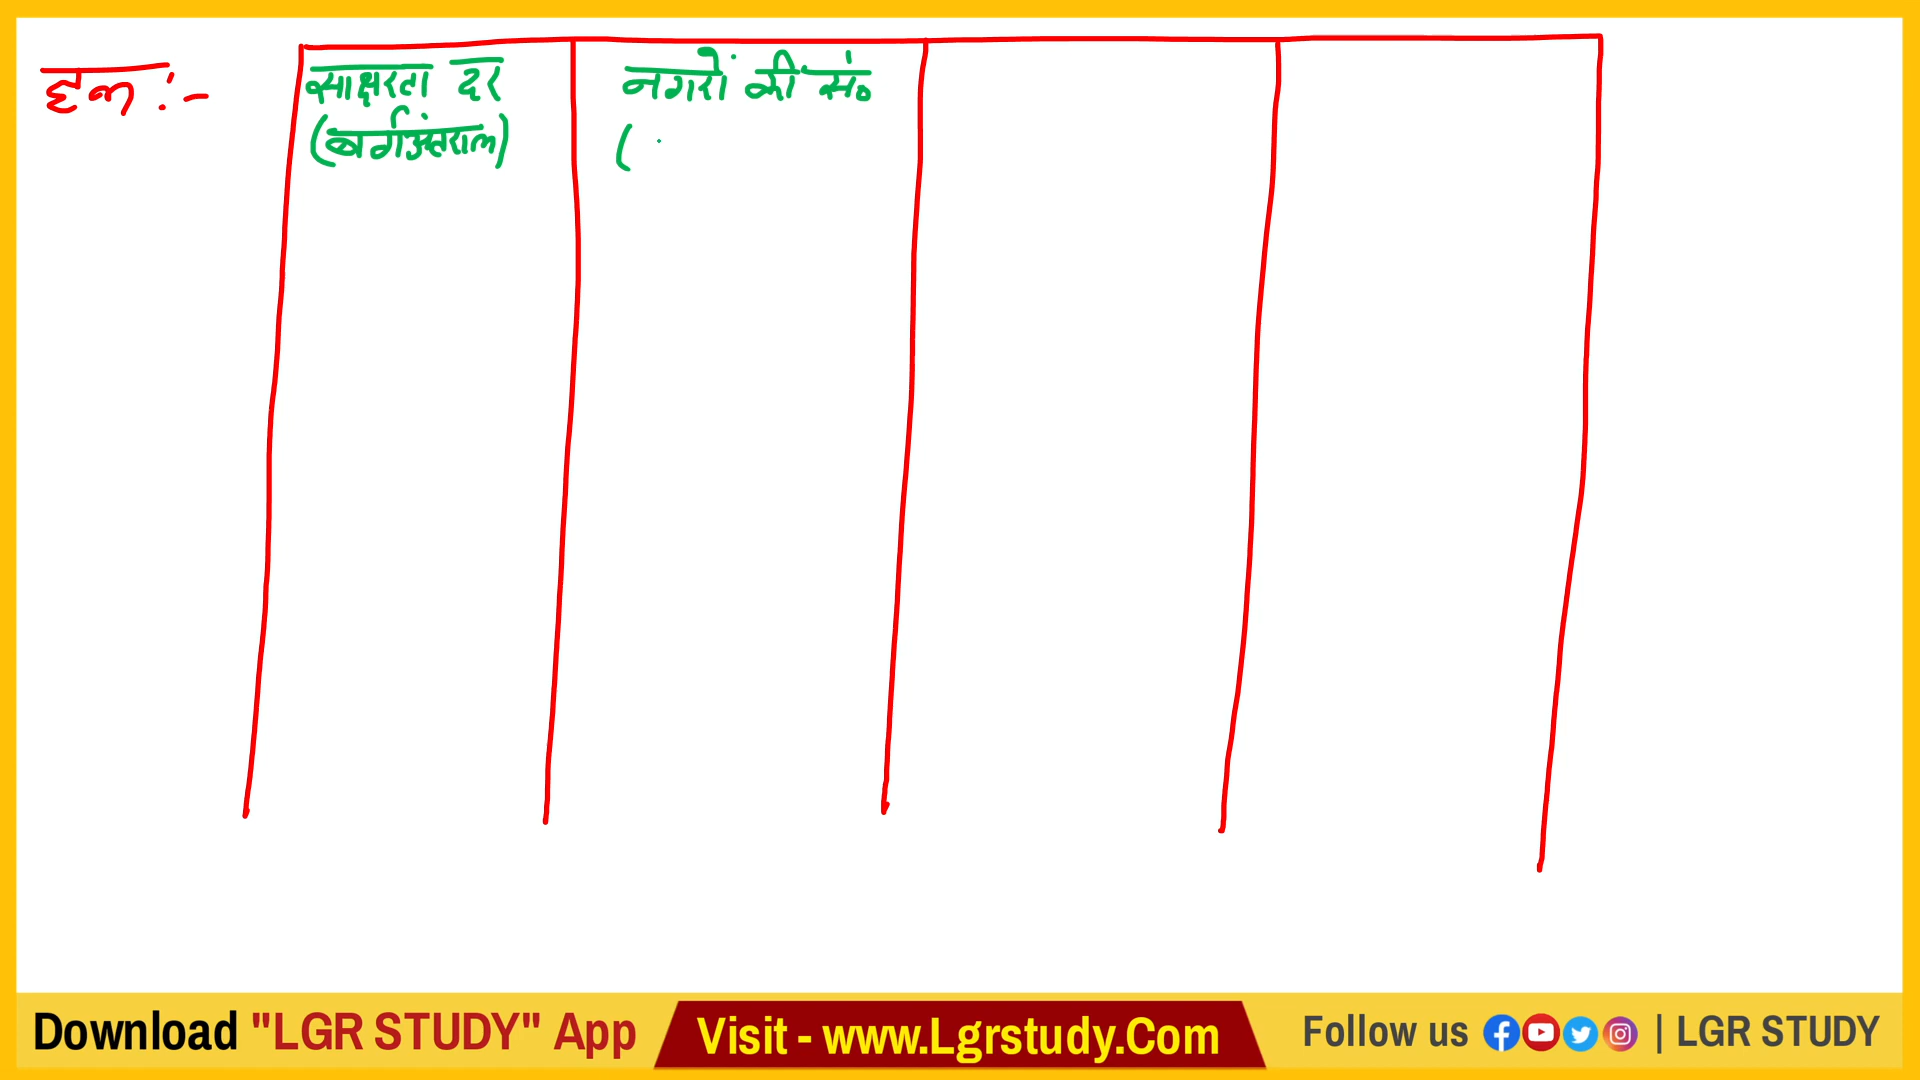 हल :-
साक्षरता दर
(वर्गअंतराल)
नगरों की सं०
(
Download "LGR STUDY" App
Visit - www.Lgrstudy.Com
Follow us | LGR STUDY